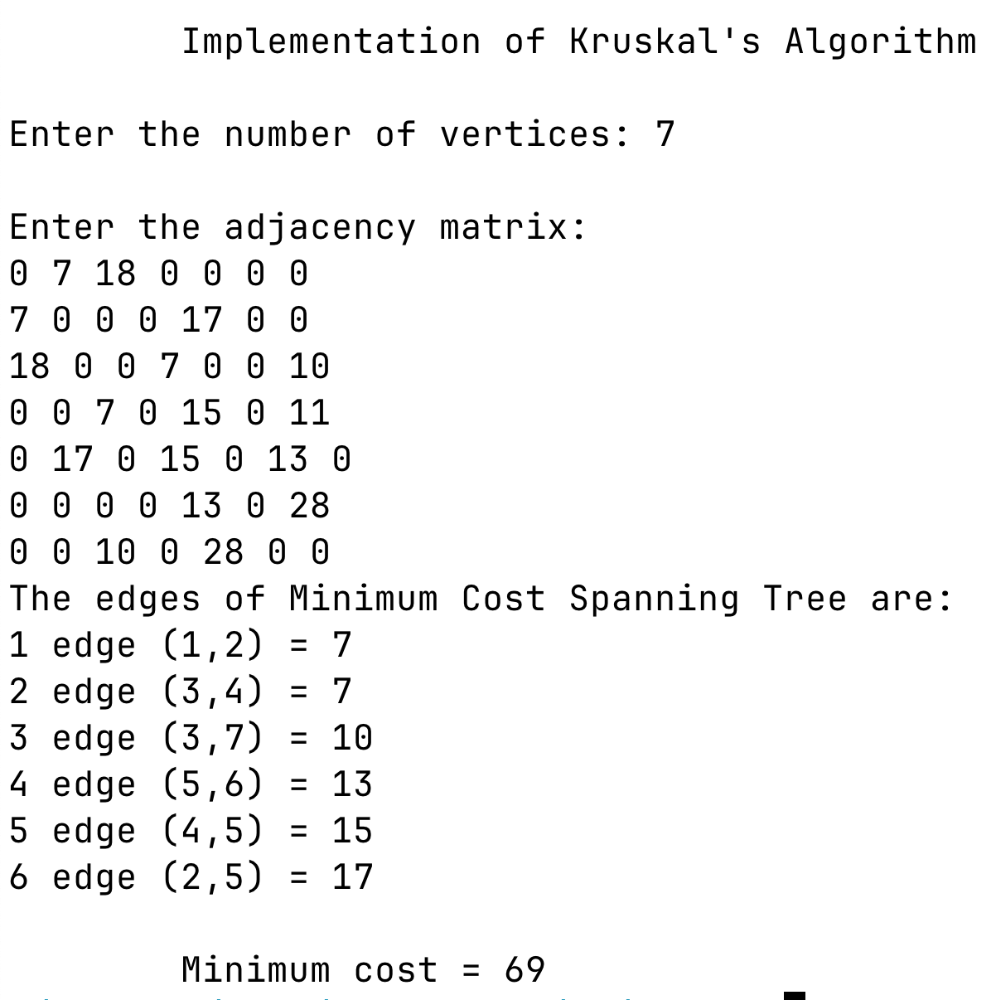 Implementation of Kruskal's Algorithm
Enter the number of vertices: 7
Enter the adjacency matrix:
0 7 18 0 0 0 0
7 0 0 0 17 0 0
18 0 0 7 0 0 10
0 0 7 0 15 0 11
0 17 0 15 0 13 0
0 0 0 0 13 0 28
0 0 10 0 28 0 0
The edges of Minimum Cost Spanning Tree are:
1 edge (1,2) = 7
2 edge (3,4) = 7
3 edge (3,7) = 10
4 edge (5,6) = 13
5 edge (4,5) = 15
6 edge (2,5) = 17
Minimum cost = 69